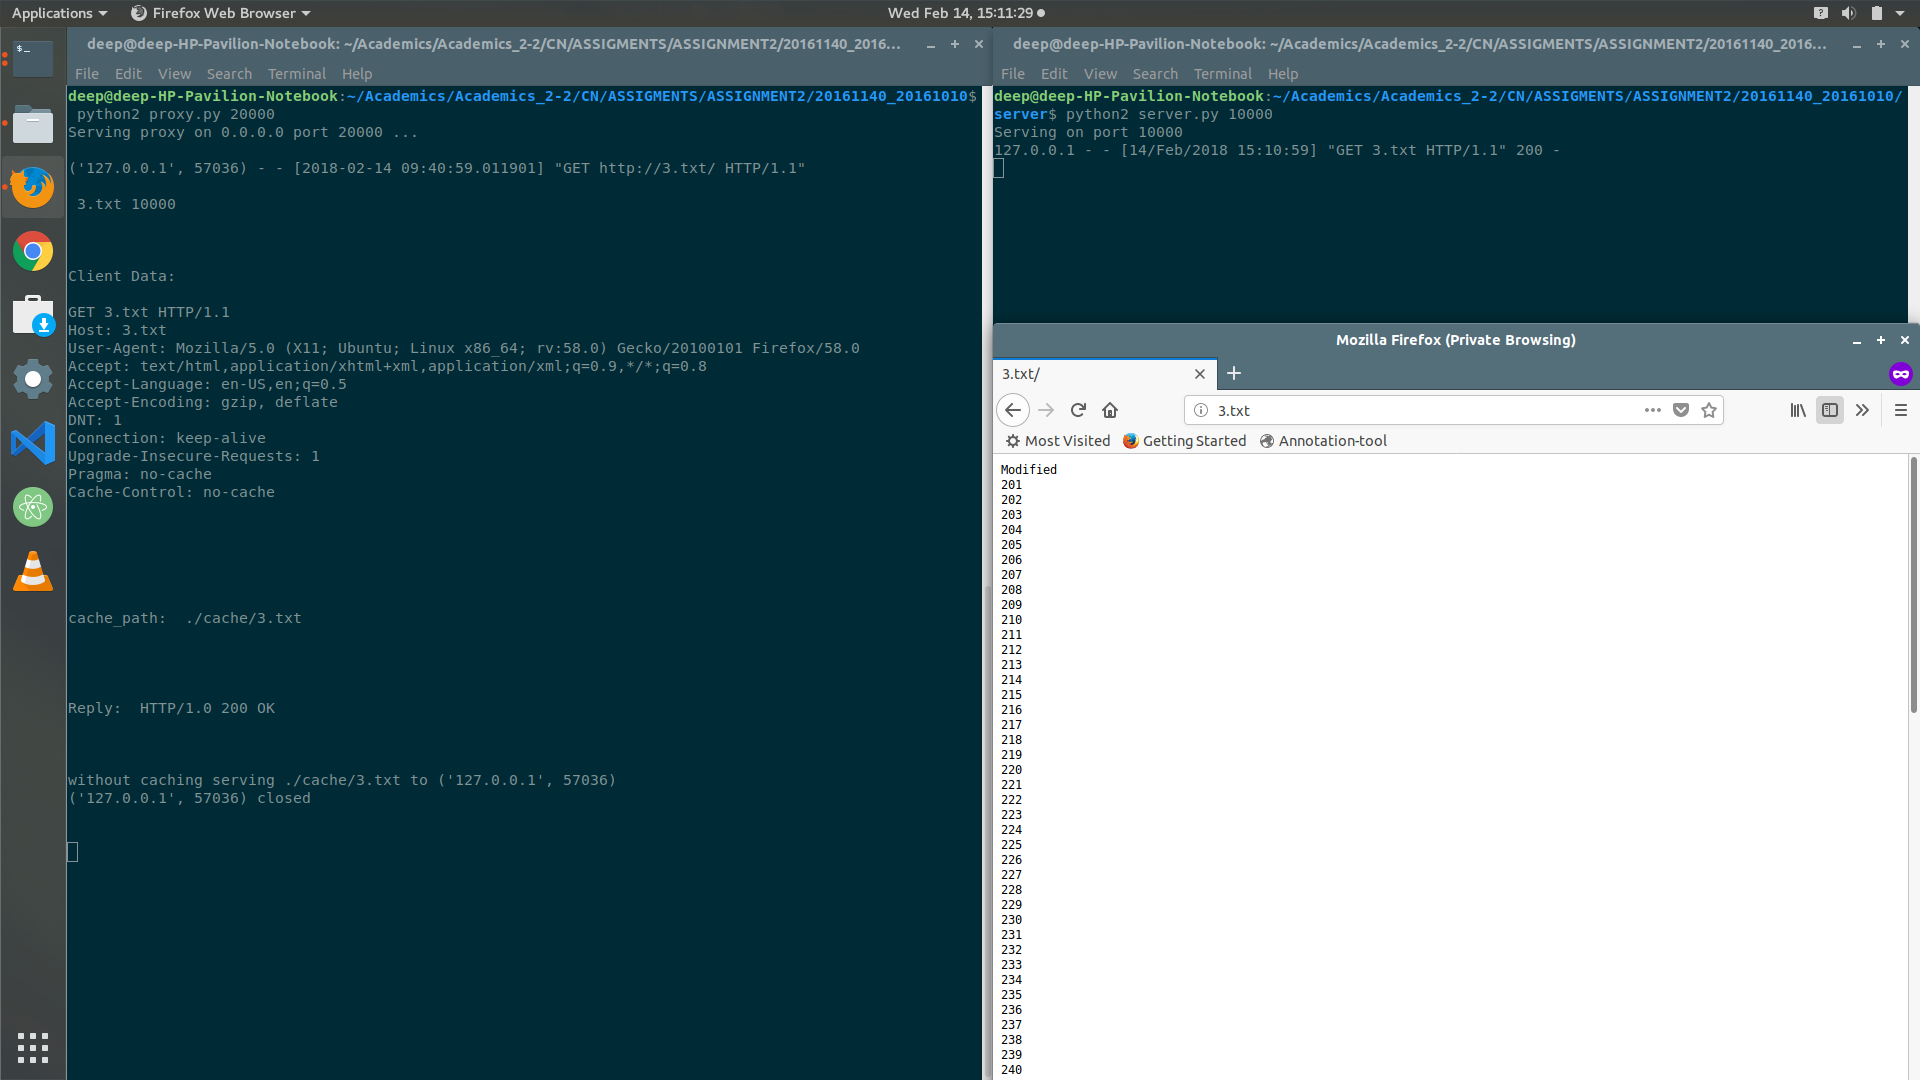 Applications
Firefox Web Browser
Wed Feb 14, 15:11:29
deep@deep-HP-Pavilion-Notebook: ~/Academics/Academics_2-2/CN/ASSIGMENTS/ASSIGNMENT2/20161140_2016...
File Edit View Search Terminal Help
deep@deep-HP-Pavilion-Notebook:~/Academics/Academics_2-2/CN/ASSIGMENTS/ASSIGNMENT2/20161140_20161010$
python2 proxy.py 20000
Serving proxy on 0.0.0.0 port 20000 ...
('127.0.0.1', 57036) - - [2018-02-14 09:40:59.011901] "GET http://3.txt/ HTTP/1.1"
3.txt 10000
Client Data:
GET 3.txt HTTP/1.1
Host: 3.txt
User-Agent: Mozilla/5.0 (X11; Ubuntu; Linux x86_64; rv:58.0) Gecko/20100101 Firefox/58.0
Accept: text/html,application/xhtml+xml,application/xml;q=0.9,*/*;q=0.8
Accept-Language: en-US,en;q=0.5
Accept-Encoding: gzip, deflate
DNT: 1
Connection: keep-alive
Upgrade-Insecure-Requests: 1
Pragma: no-cache
Cache-Control: no-cache
cache_path:  ./cache/3.txt
Reply:  HTTP/1.0 200 OK
without caching serving ./cache/3.txt to ('127.0.0.1', 57036)
('127.0.0.1', 57036) closed
deep@deep-HP-Pavilion-Notebook: ~/Academics/Academics_2-2/CN/ASSIGMENTS/ASSIGNMENT2/20161140_2016...
File Edit View Search Terminal Help
deep@deep-HP-Pavilion-Notebook:~/Academics/Academics_2-2/CN/ASSIGMENTS/ASSIGNMENT2/20161140_20161010/
server$ python2 server.py 10000
Serving on port 10000
127.0.0.1 - - [14/Feb/2018 15:10:59] "GET 3.txt HTTP/1.1" 200 -
Mozilla Firefox (Private Browsing)
3.txt/
3.txt
Most Visited Getting Started Annotation-tool
Modified
201
202
203
204
205
206
207
208
209
210
211
212
213
214
215
216
217
218
219
220
221
222
223
224
225
226
227
228
229
230
231
232
233
234
235
236
237
238
239
240